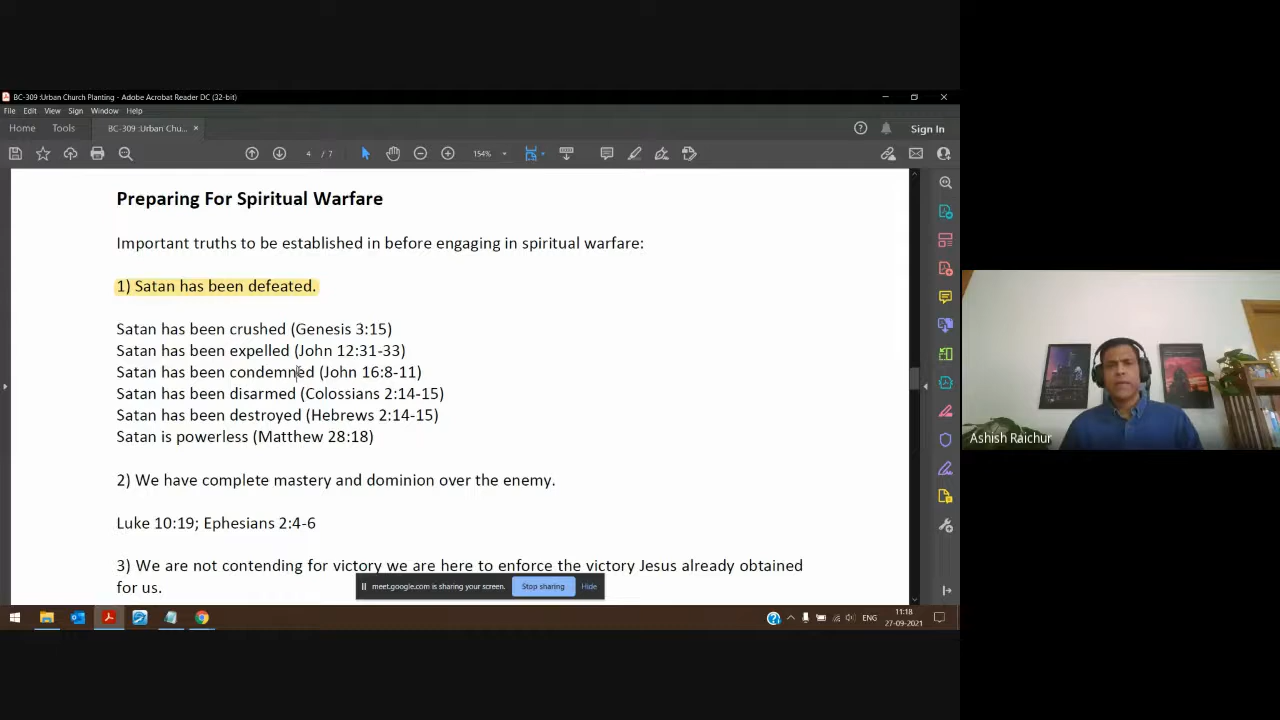 BC-309 :Urban Church Planting - Adobe Acrobat Reader DC (32-bit)
File Edit View Sign Window Help
Home Tools BC-309 :Urban Chu... × Sign In
4 / 7 154%
Preparing For Spiritual Warfare
Important truths to be established in before engaging in spiritual warfare:
1) Satan has been defeated.
Satan has been crushed (Genesis 3:15)
Satan has been expelled (John 12:31-33)
Satan has been condemned (John 16:8-11)
Satan has been disarmed (Colossians 2:14-15)
Satan has been destroyed (Hebrews 2:14-15)
Satan is powerless (Matthew 28:18)
2) We have complete mastery and dominion over the enemy.
Luke 10:19; Ephesians 2:4-6
3) We are not contending for victory we are here to enforce the victory Jesus already obtained
for us.
meet.google.com is sharing your screen. Stop sharing Hide
Ashish Raichur
ENG 11:18
27-09-2021